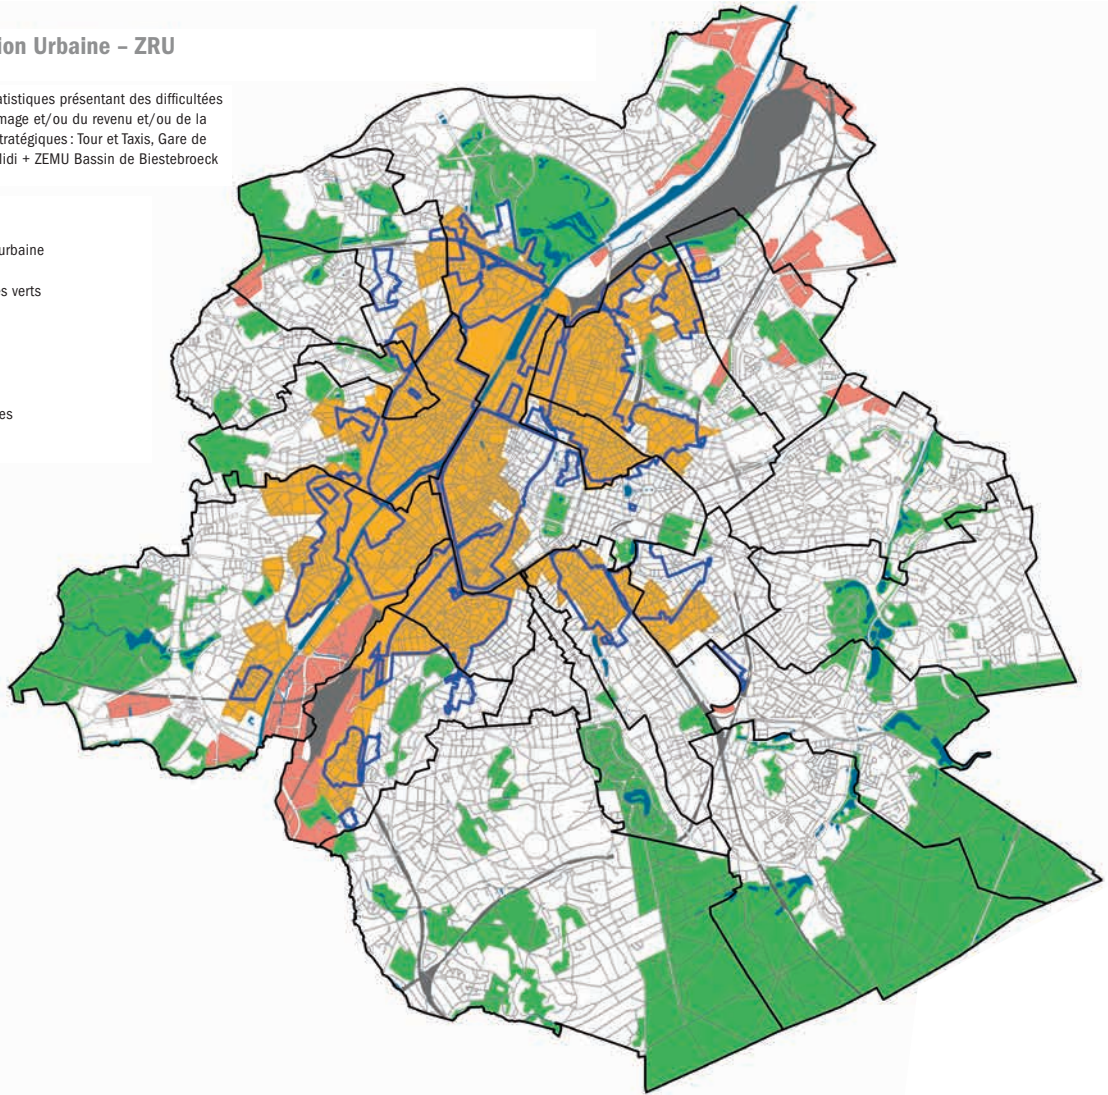 ion Urbaine – ZRU
atistiques présentant des difficultées
mage et/ou du revenu et/ou de la
tratégiques : Tour et Taxis, Gare de
Midi + ZEMU Bassin de Biestebroeck
urbaine
s verts
es